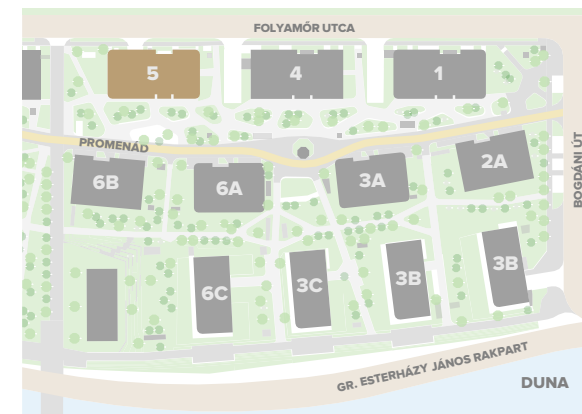 FOLYAMŐR UTCA
5
4
1
PROMENÁD
BOGDÁNI ÚT
6B
6A
3A
2A
6C
3C
3B
3B
GR. ESTERHÁZY JÁNOS RAKPART
DUNA